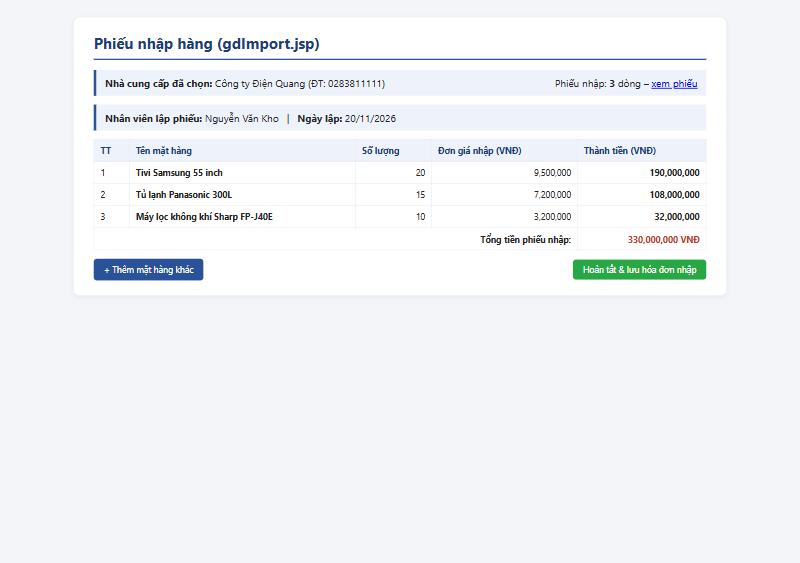 Phiếu nhập hàng (gdImport.jsp)
Nhà cung cấp đã chọn: Công ty Điện Quang (ĐT: 0283811111) Phiếu nhập: 3 dòng – xem phiếu
Nhân viên lập phiếu: Nguyễn Văn Kho | Ngày lập: 20/11/2026
TT Tên mặt hàng Số lượng Đơn giá nhập (VNĐ) Thành tiền (VNĐ)
1 Tivi Samsung 55 inch 20 9,500,000 190,000,000
2 Tủ lạnh Panasonic 300L 15 7,200,000 108,000,000
3 Máy lọc không khí Sharp FP-J40E 10 3,200,000 32,000,000
Tổng tiền phiếu nhập: 330,000,000 VNĐ
+ Thêm mặt hàng khác Hoàn tất & lưu hóa đơn nhập